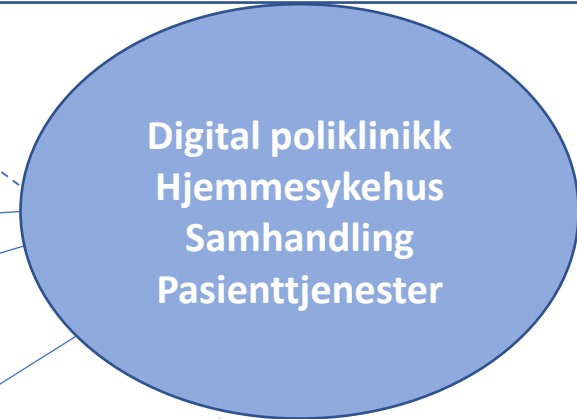 Digital poliklinikk
Hjemmesykehus
Samhandling
Pasienttjenester